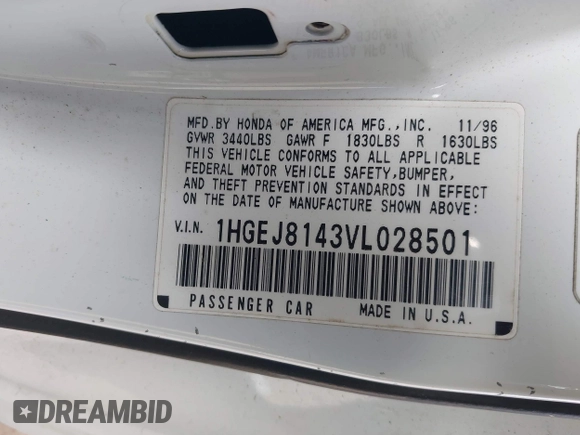 MFD.BY HONDA OF AMERICA MFG.,INC. 11/96
GVWR 3440LBS GAWR F 1830LBS R 1630LBS
THIS VEHICLE CONFORMS TO ALL APPLICABLE
FEDERAL MOTOR VEHICLE SAFETY,BUMPER,
AND THEFT PREVENTION STANDARDS IN EFFECT
ON THE DATE OF MANUFACTURE SHOWN ABOVE:
V.I.N. 1HGEJ8143VL028501
PASSENGER CAR MADE IN U.S.A.
DREAMBID